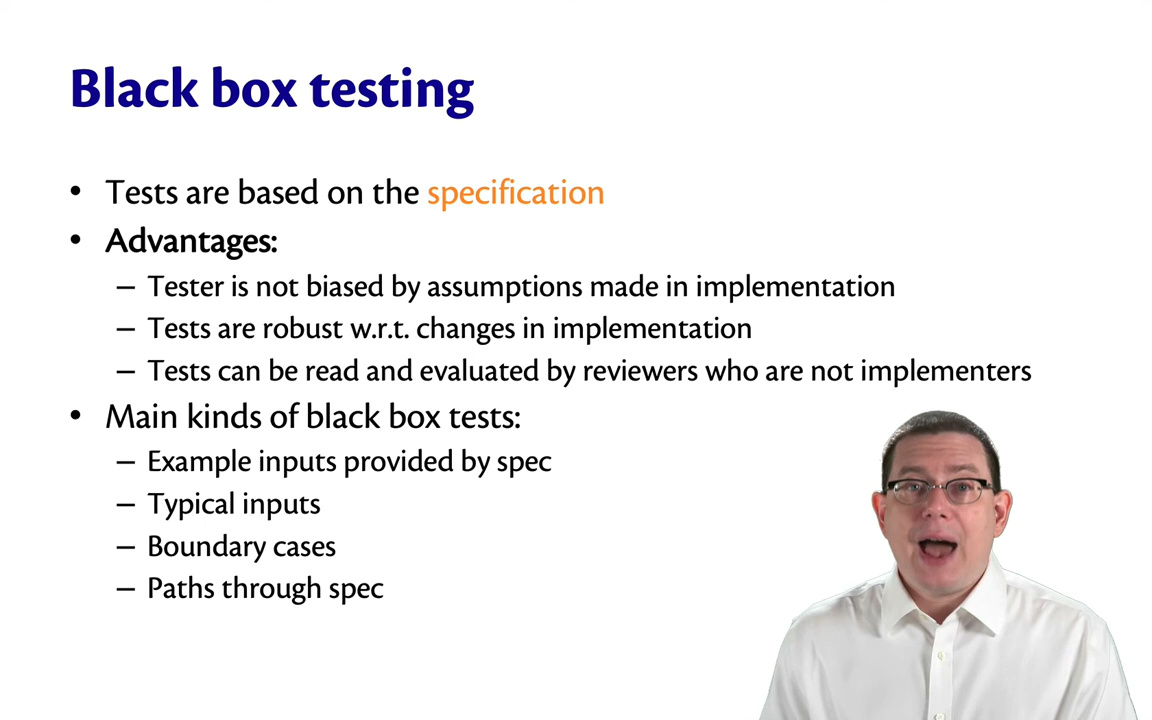 Black box testing
• Tests are based on the specification
• Advantages:
– Tester is not biased by assumptions made in implementation
– Tests are robust w.r.t. changes in implementation
– Tests can be read and evaluated by reviewers who are not implementers
• Main kinds of black box tests:
– Example inputs provided by spec
– Typical inputs
– Boundary cases
– Paths through spec